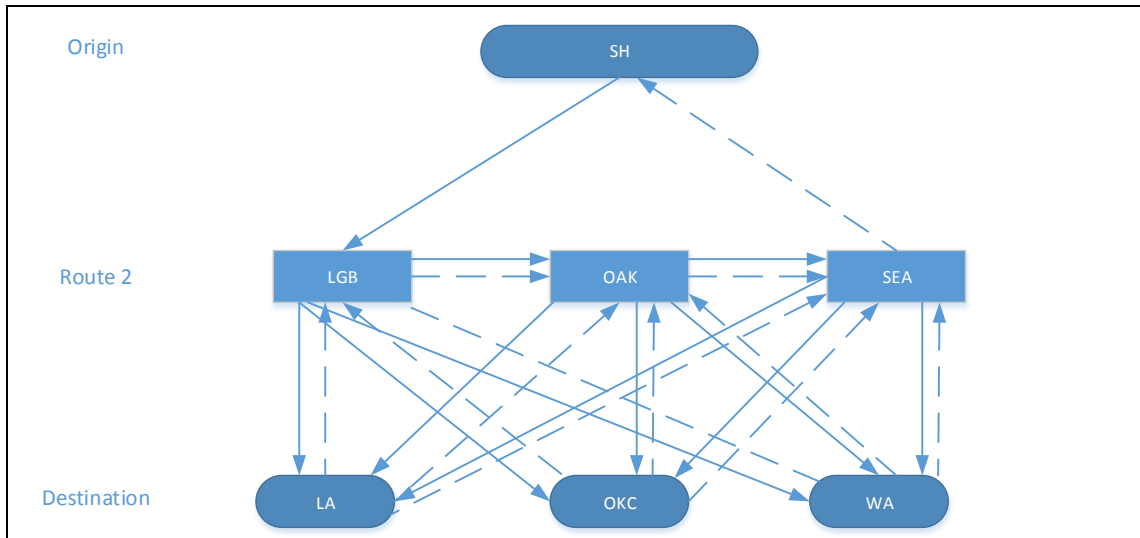 Origin
SH
Route 2
LGB
OAK
SEA
Destination
LA
OKC
WA